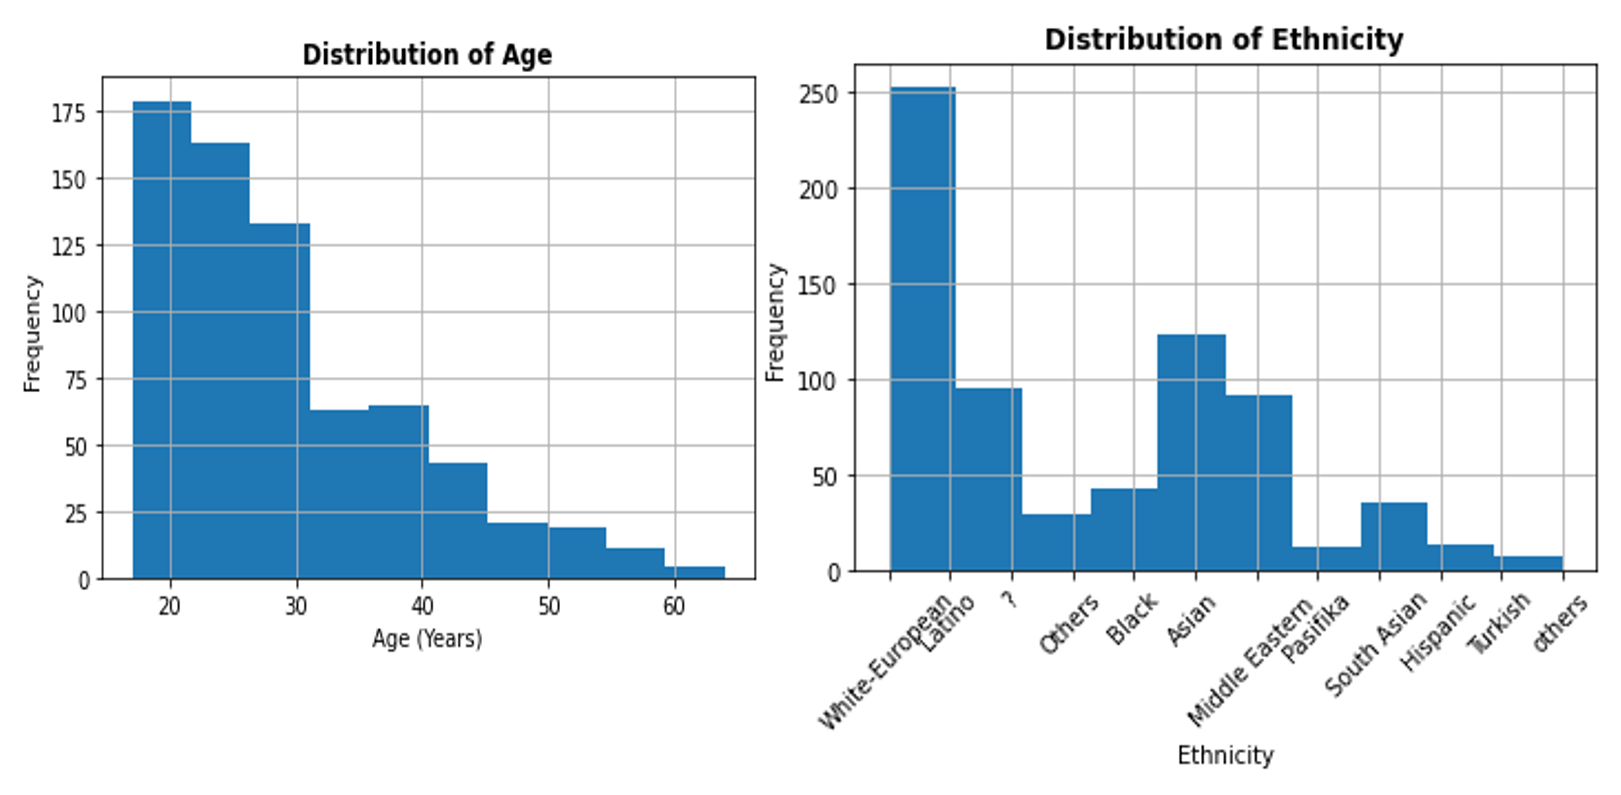 Distribution of Age
175
150
125
100
75
50
25
0
Frequency
20 30 40 50 60
Age (Years)
Distribution of Ethnicity
250
200
150
100
50
0
Frequency
White-European
Latino
?
Others
Black
Asian
Middle Eastern
Pasifika
South Asian
Hispanic
Turkish
others
Ethnicity